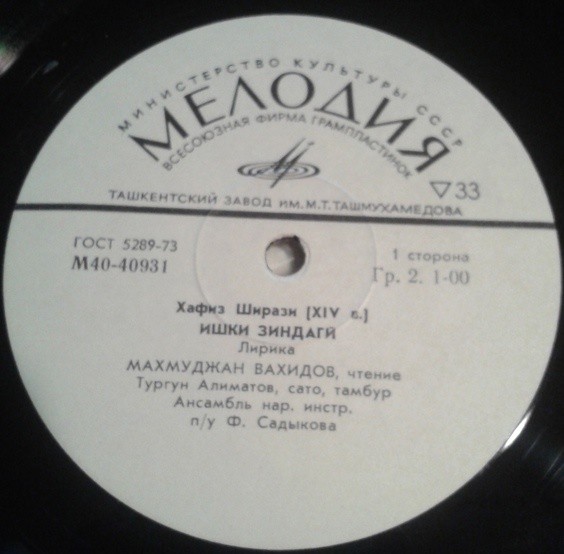 МИНИСТЕРСТВО КУЛЬТУРЫ СССР
МЕЛОДИЯ
ВСЕСОЮЗНАЯ ФИРМА ГРАМПЛАСТИНОК
▽33
ТАШКЕНТСКИЙ ЗАВОД ИМ. М.Т. ТАШМУХАМЕДОВА
ГОСТ 5289-73
М40-40931
1 сторона
Гр. 2. 1-00
Хафиз Ширази [XIV в.]
ИШКИ ЗИНДАГӢ
Лирика
МАХМУДЖАН ВАХИДОВ, чтение
Тургун Алиматов, сато, тамбур
Ансамбль нар. инстр.
п/у Ф. Садыкова